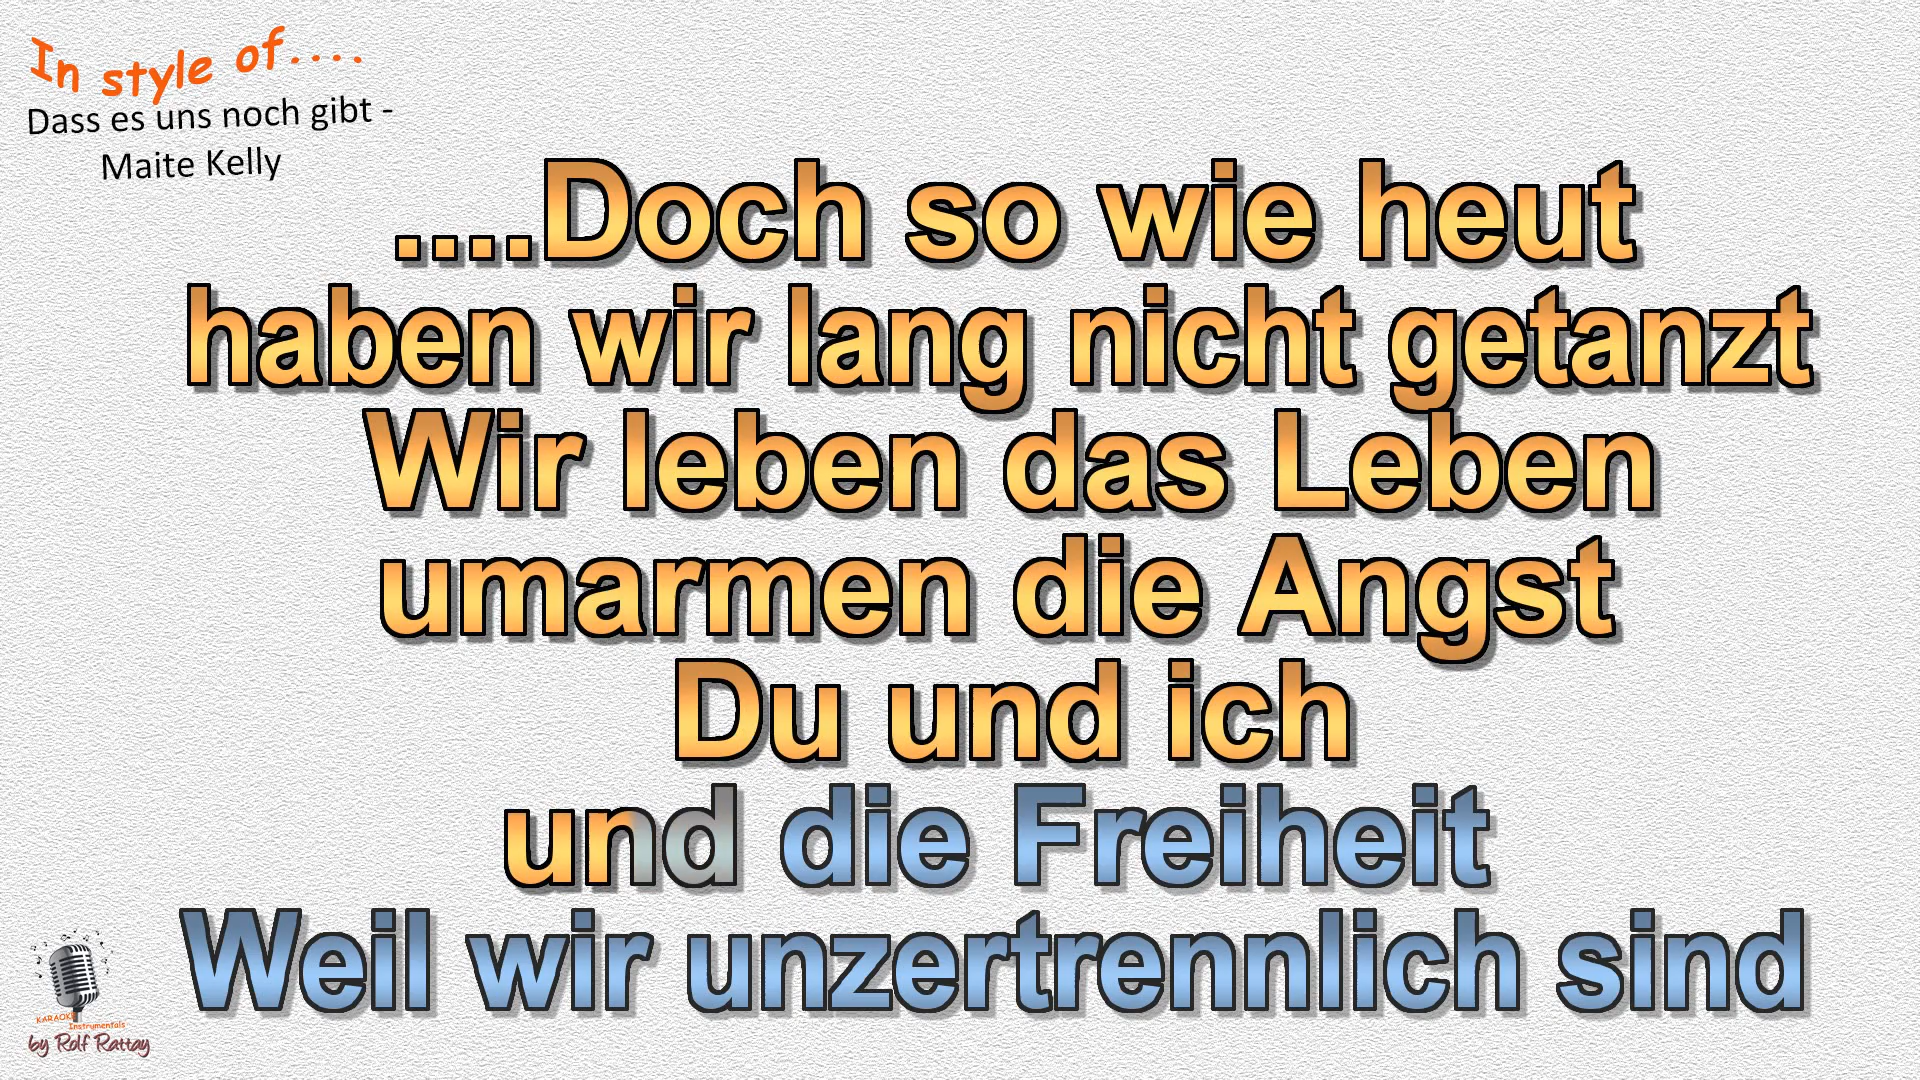 In style of....
Dass es uns noch gibt -
Maite Kelly
....Doch so wie heut
haben wir lang nicht getanzt
Wir leben das Leben
umarmen die Angst
Du und ich
und die Freiheit
Weil wir unzertrennlich sind
KARAOKE
Instrumentals
by Rolf Rattay